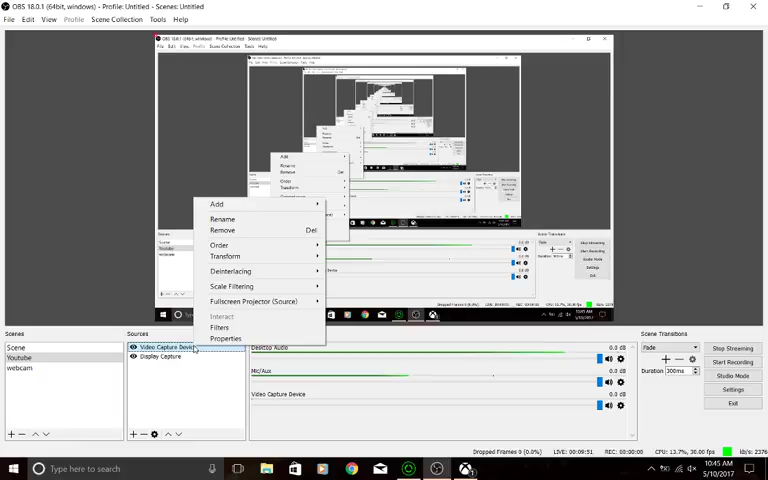 OBS 18.0.1 (64bit, windows) - Profile: Untitled - Scenes: Untitled
File Edit View Profile Scene Collection Tools Help
Add
Rename
Remove Del
Order
Transform
Deinterlacing
Scale Filtering
Fullscreen Projector (Source)
Interact
Filters
Properties
Scenes
Scene
Youtube
webcam
Sources
Video Capture Devi
Display Capture
Desktop Audio 0.0 dB
Mic/Aux 0.0 dB
Video Capture Device 0.0 dB
Scene Transitions
Fade
Duration 300ms
Stop Streaming
Start Recording
Studio Mode
Settings
Exit
Dropped Frames 0 (0.0%) LIVE: 00:09:51 REC: 00:00:00 CPU: 13.7%, 30.00 fps kb/s: 2376
Type here to search
10:45 AM
5/10/2017